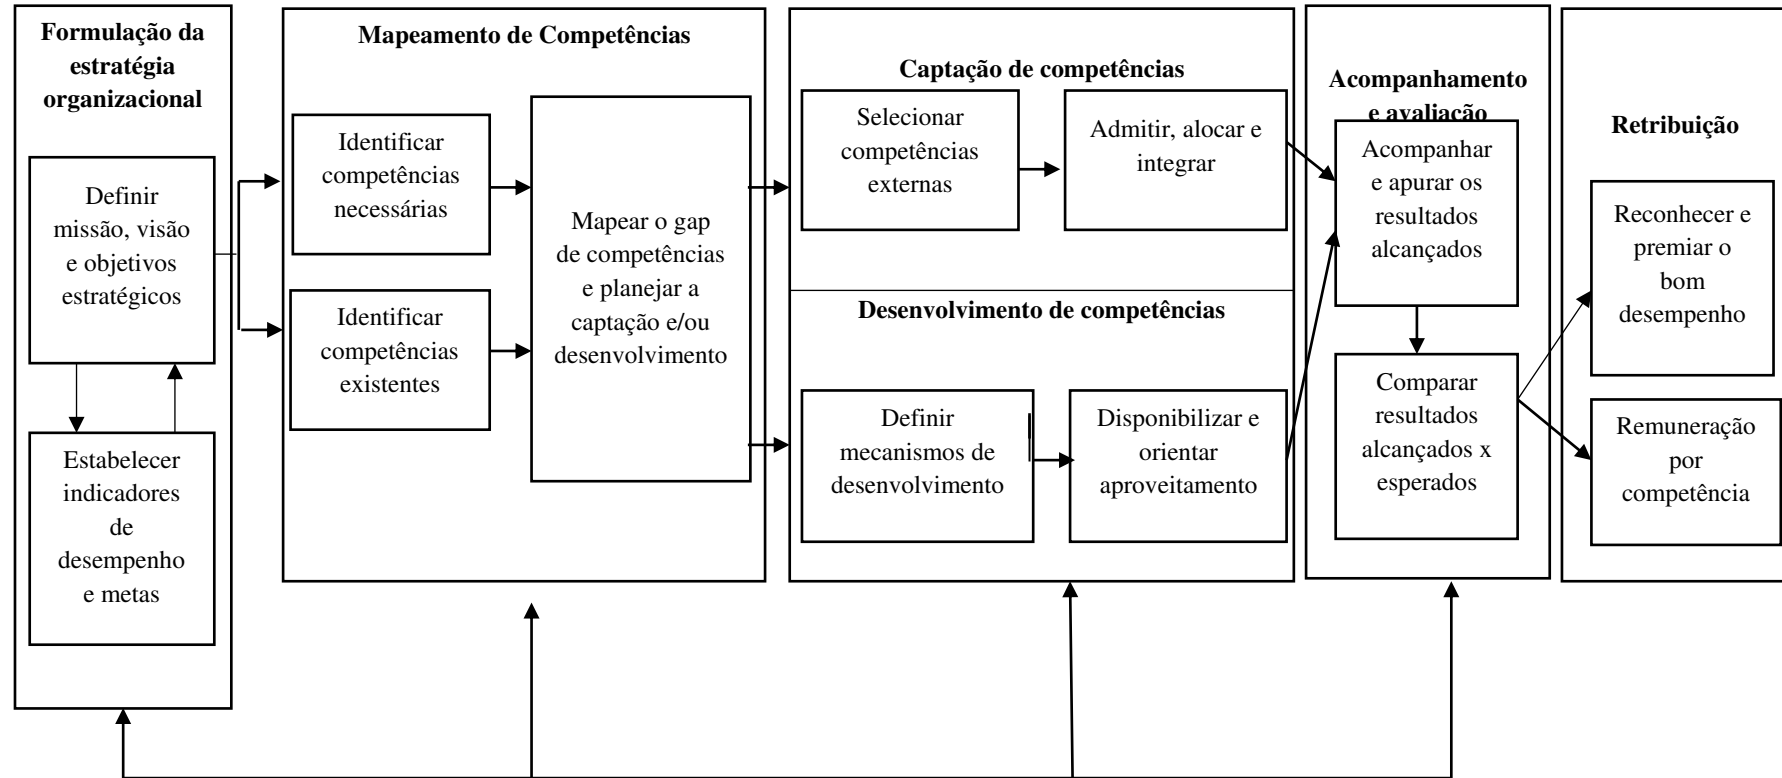 Formulação da
estratégia
organizacional
Definir
missão, visão
e objetivos
estratégicos
Estabelecer
indicadores
de
desempenho
e metas
Mapeamento de Competências
Identificar
competências
necessárias
Identificar
competências
existentes
Mapear o gap
de competências
e planejar a
captação e/ou
desenvolvimento
Captação de competências
Selecionar
competências
externas
Admitir, alocar e
integrar
Desenvolvimento de competências
Definir
mecanismos de
desenvolvimento
Disponibilizar e
orientar
aproveitamento
Acompanhamento
e avaliação
Acompanhar
e apurar os
resultados
alcançados
Comparar
resultados
alcançados x
esperados
Retribuição
Reconhecer e
premiar o
bom
desempenho
Remuneração
por
competência